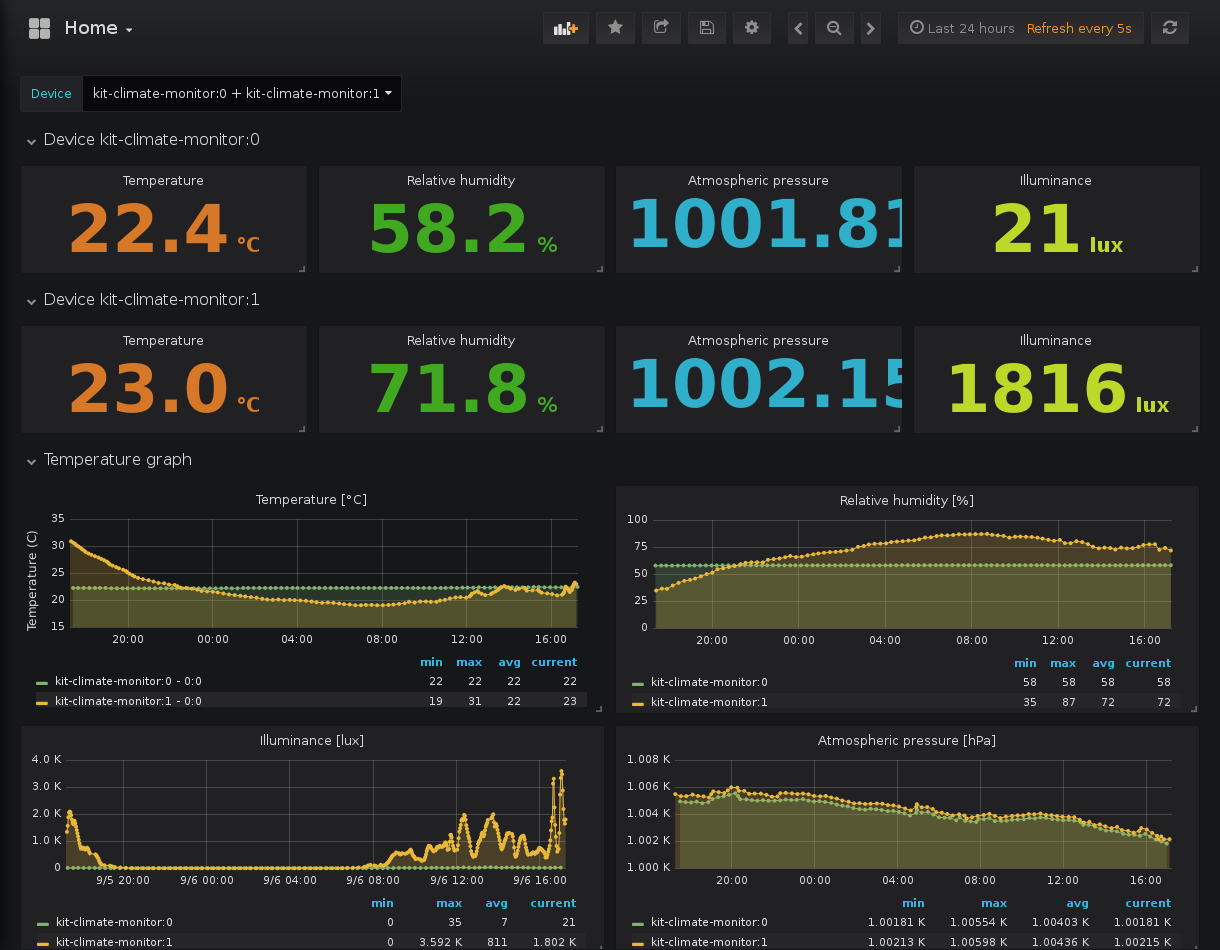 Home
Last 24 hours Refresh every 5s
Device kit-climate-monitor:0 + kit-climate-monitor:1
Device kit-climate-monitor:0
Temperature Relative humidity Atmospheric pressure Illuminance
22.4 °C 58.2 % 1001.81 21 lux
Device kit-climate-monitor:1
Temperature Relative humidity Atmospheric pressure Illuminance
23.0 °C 71.8 % 1002.15 1816 lux
Temperature graph
Temperature [°C]
Temperature (C)
35
30
25
20
15
20:00 00:00 04:00 08:00 12:00 16:00
min max avg current
kit-climate-monitor:0 - 0:0 22 22 22 22
kit-climate-monitor:1 - 0:0 19 31 22 23
Relative humidity [%]
100
75
50
25
0
20:00 00:00 04:00 08:00 12:00 16:00
min max avg current
kit-climate-monitor:0 58 58 58 58
kit-climate-monitor:1 35 87 72 72
Illuminance [lux]
4.0 K
3.0 K
2.0 K
1.0 K
0
9/5 20:00 9/6 00:00 9/6 04:00 9/6 08:00 9/6 12:00 9/6 16:00
min max avg current
kit-climate-monitor:0 0 35 7 21
kit-climate-monitor:1 0 3.592 K 811 1.802 K
Atmospheric pressure [hPa]
1.008 K
1.006 K
1.004 K
1.002 K
1.000 K
20:00 00:00 04:00 08:00 12:00 16:00
min max avg current
kit-climate-monitor:0 1.00181 K 1.00554 K 1.00403 K 1.00181 K
kit-climate-monitor:1 1.00213 K 1.00598 K 1.00436 K 1.00215 K